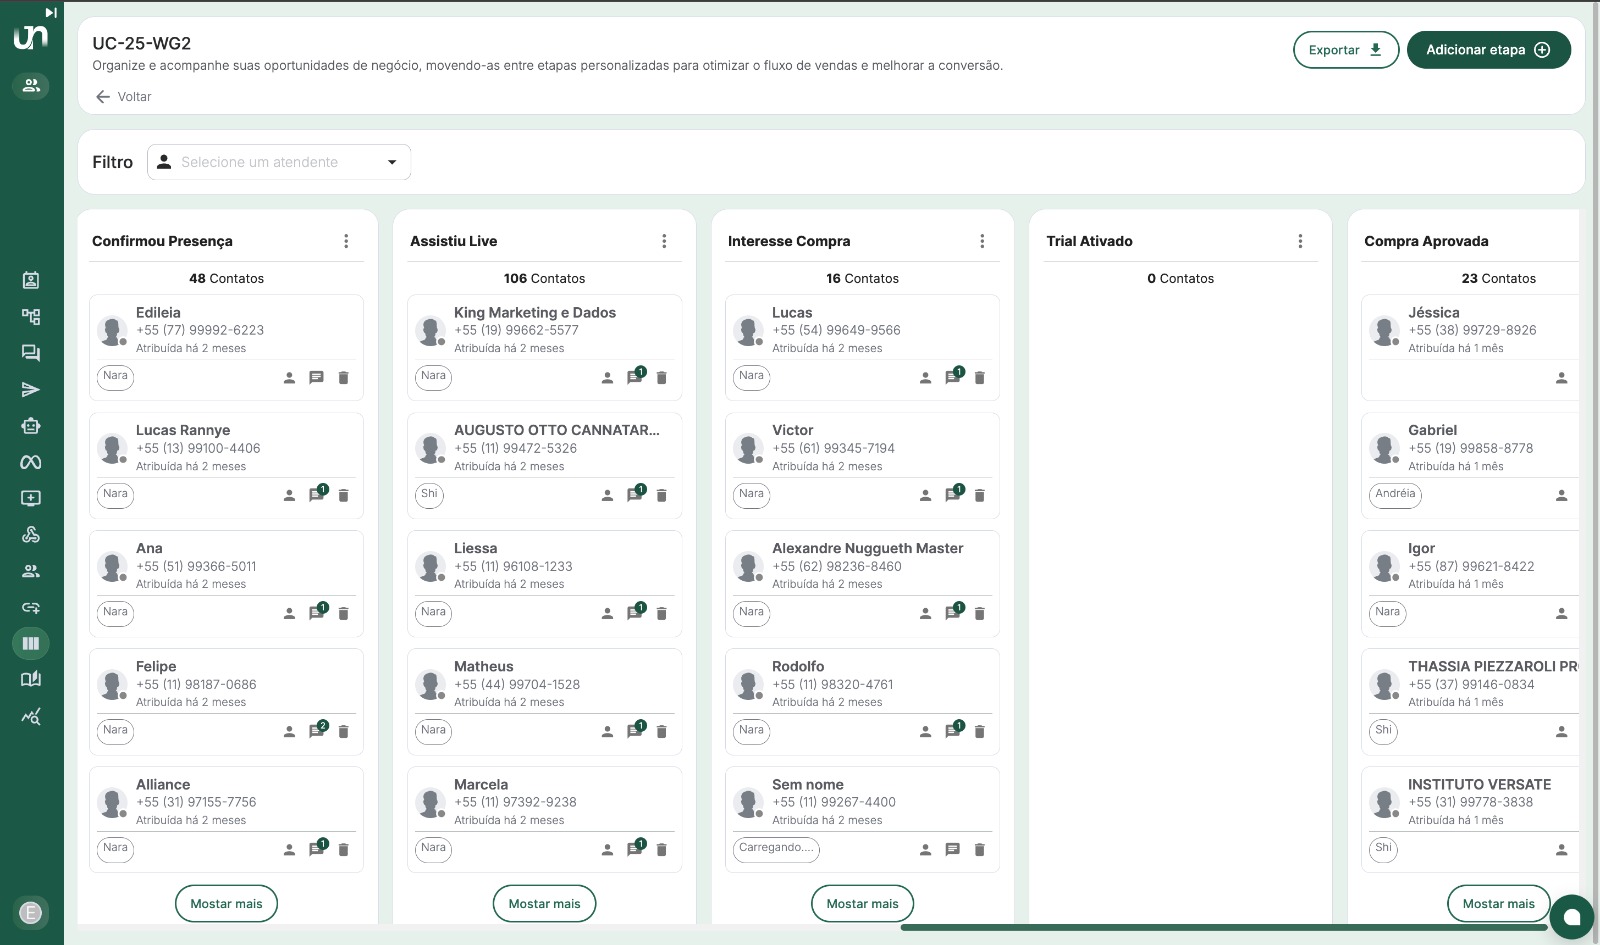 un
UC-25-WG2
Organize e acompanhe suas oportunidades de negócio, movendo-as entre etapas personalizadas para otimizar o fluxo de vendas e melhorar a conversão.
Voltar
Exportar
Adicionar etapa
Filtro
Selecione um atendente
Confirmou Presença
48 Contatos
Edileia
+55 (77) 99992-6223
Atribuída há 2 meses
Nara
Lucas Rannye
+55 (13) 99100-4406
Atribuída há 2 meses
Nara
1
Ana
+55 (51) 99366-5011
Atribuída há 2 meses
Nara
1
Felipe
+55 (11) 98187-0686
Atribuída há 2 meses
Nara
2
Alliance
+55 (31) 97155-7756
Atribuída há 2 meses
Nara
1
Mostar mais
Assistiu Live
106 Contatos
King Marketing e Dados
+55 (19) 99662-5577
Atribuída há 2 meses
Nara
1
AUGUSTO OTTO CANNATAR...
+55 (11) 99472-5326
Atribuída há 2 meses
Shi
1
Liessa
+55 (11) 96108-1233
Atribuída há 2 meses
Nara
1
Matheus
+55 (44) 99704-1528
Atribuída há 2 meses
Nara
1
Marcela
+55 (11) 97392-9238
Atribuída há 2 meses
Nara
1
Mostar mais
Interesse Compra
16 Contatos
Lucas
+55 (54) 99649-9566
Atribuída há 2 meses
Nara
1
Victor
+55 (61) 99345-7194
Atribuída há 2 meses
Nara
1
Alexandre Nuggueth Master
+55 (62) 98236-8460
Atribuída há 2 meses
Nara
1
Rodolfo
+55 (11) 98320-4761
Atribuída há 2 meses
Nara
1
Sem nome
+55 (11) 99267-4400
Atribuída há 2 meses
Carregando....
Mostar mais
Trial Ativado
0 Contatos
Compra Aprovada
23 Contatos
Jéssica
+55 (38) 99729-8926
Atribuída há 1 mês
Gabriel
+55 (19) 99858-8778
Atribuída há 1 mês
Andréia
Igor
+55 (87) 99621-8422
Atribuída há 1 mês
Nara
THASSIA PIEZZAROLI PR
+55 (37) 99146-0834
Atribuída há 1 mês
Shi
INSTITUTO VERSATE
+55 (31) 99778-3838
Atribuída há 1 mês
Shi
Mostar mais
E